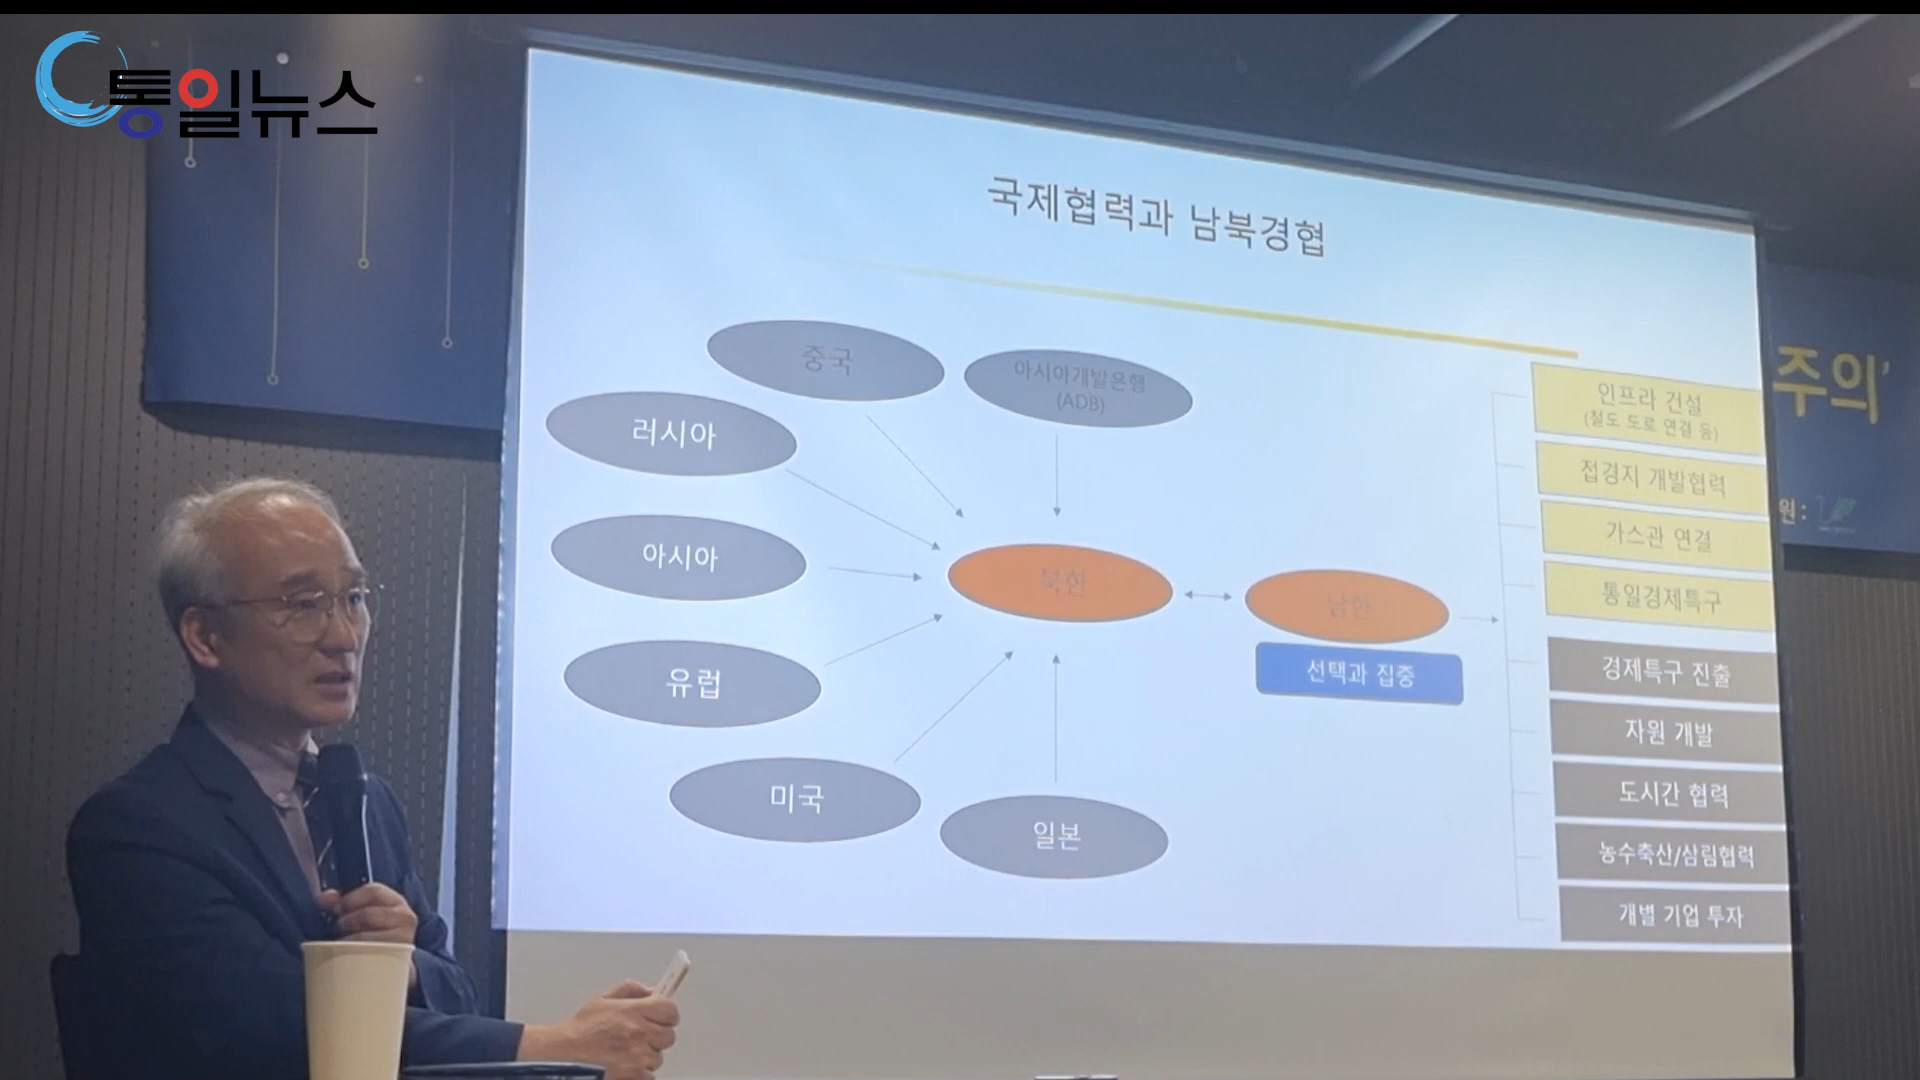 통일뉴스
국제협력과 남북경협
중국
아시아개발은행
(ADB)
러시아
아시아
유럽
미국
일본
북한
남한
선택과 집중
인프라 건설
(철도 도로 연결 등)
접경지 개발협력
가스관 연결
통일경제특구
경제특구 진출
자원 개발
도시간 협력
농수축산/삼림협력
개별 기업 투자
주의’
원 :